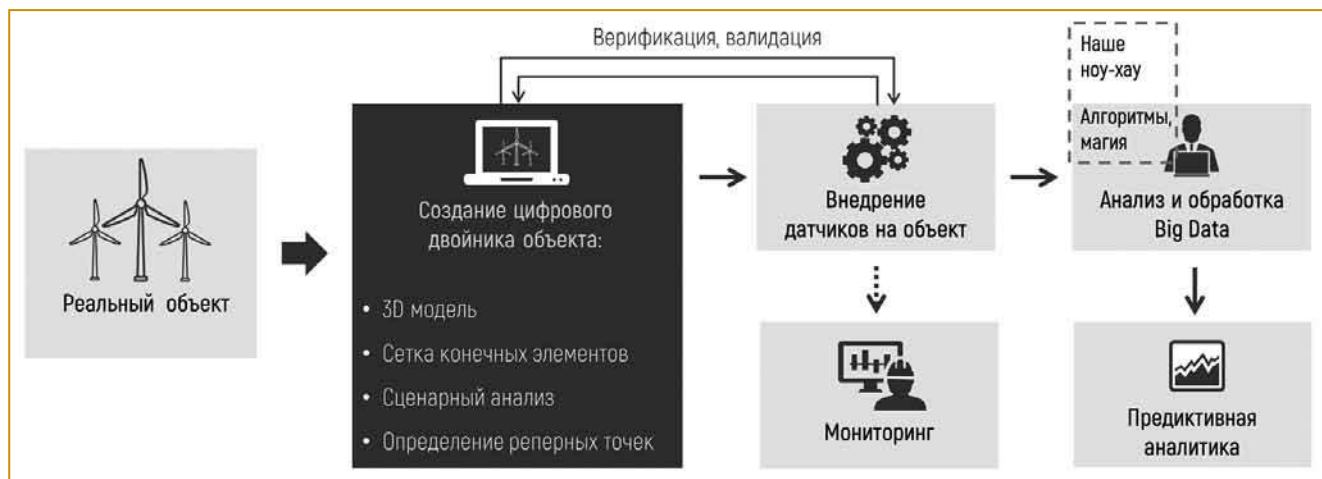 Верификация, валидация
Наше
ноу-хау
Алгоритмы,
магия
Реальный объект
Создание цифрового
двойника объекта:
• 3D модель
• Сетка конечных элементов
• Сценарный анализ
• Определение реперных точек
Внедрение
датчиков на объект
Анализ и обработка
Big Data
Мониторинг
Предиктивная
аналитика